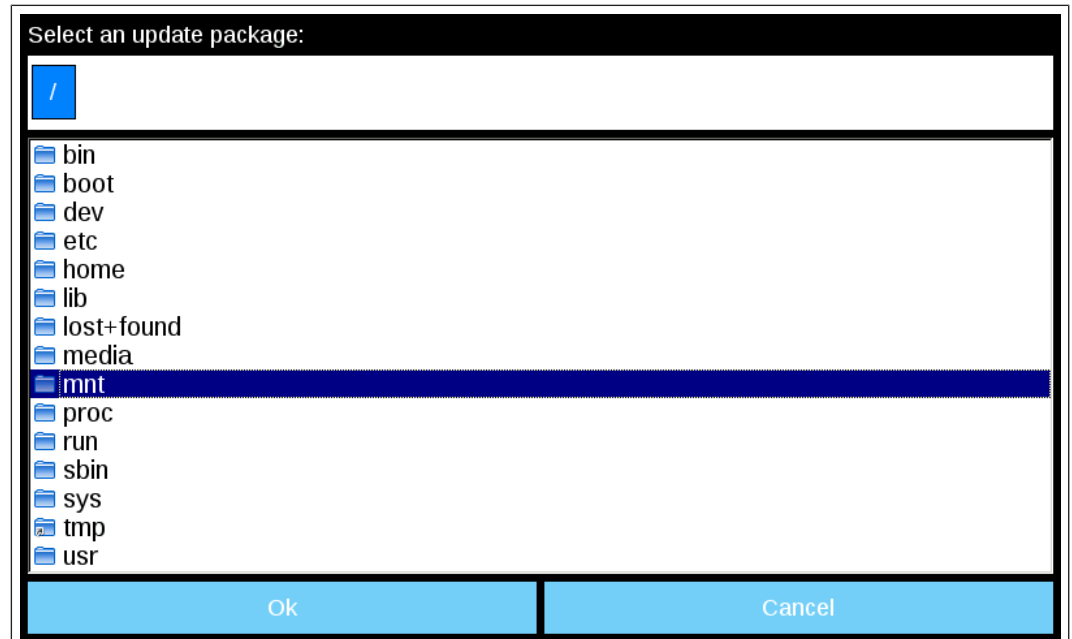 Select an update package:
/
bin
boot
dev
etc
home
lib
lost+found
media
mnt
proc
run
sbin
sys
tmp
usr
Ok Cancel